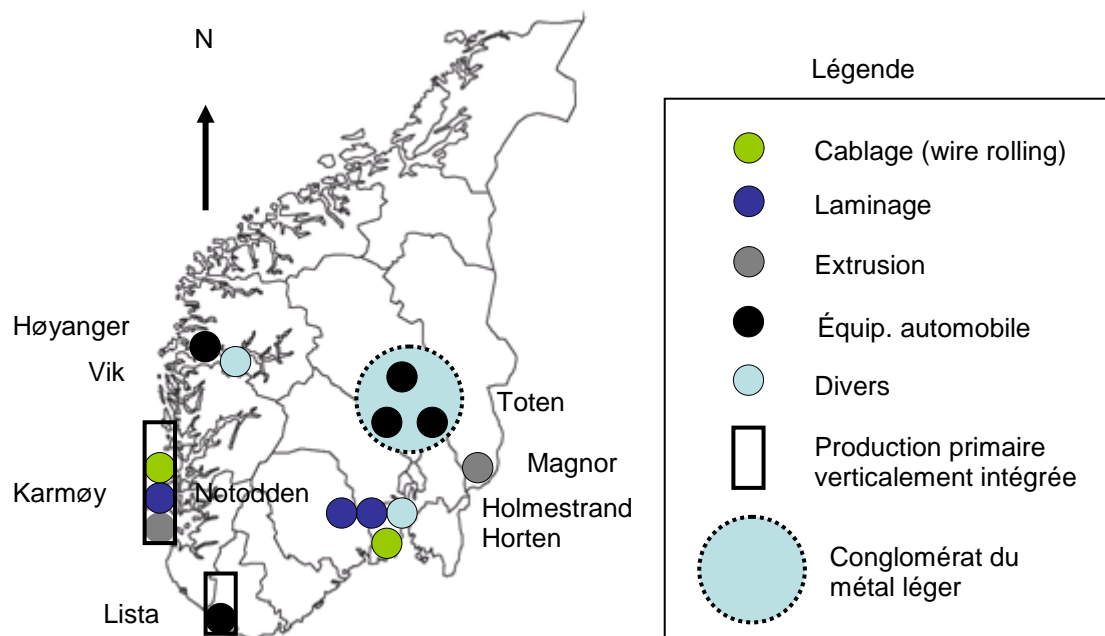 N
Légende
Cablage (wire rolling)
Laminage
Extrusion
Équip. automobile
Divers
Production primaire
verticalement intégrée
Conglomérat du
métal léger
Høyanger
Vik
Toten
Magnor
Karmøy
Notodden
Holmestrand
Horten
Lista